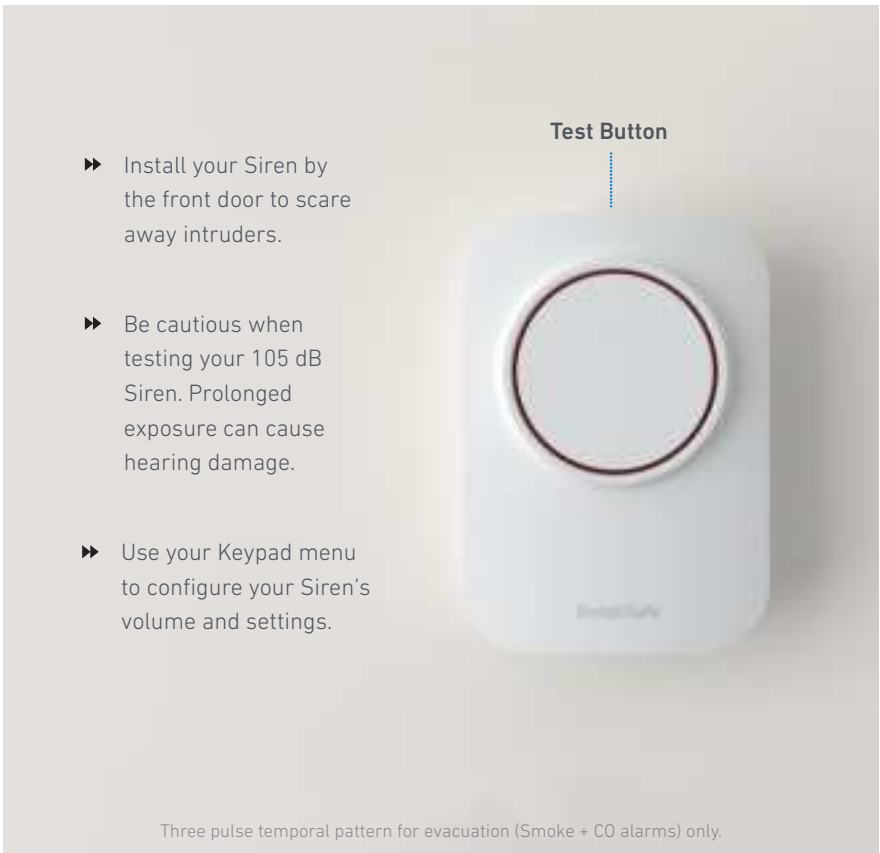 Test Button
Install your Siren by
the front door to scare
away intruders.
Be cautious when
testing your 105 dB
Siren. Prolonged
exposure can cause
hearing damage.
Use your Keypad menu
to configure your Siren’s
volume and settings.
SimpliSafe
Three pulse temporal pattern for evacuation (Smoke + CO alarms) only.